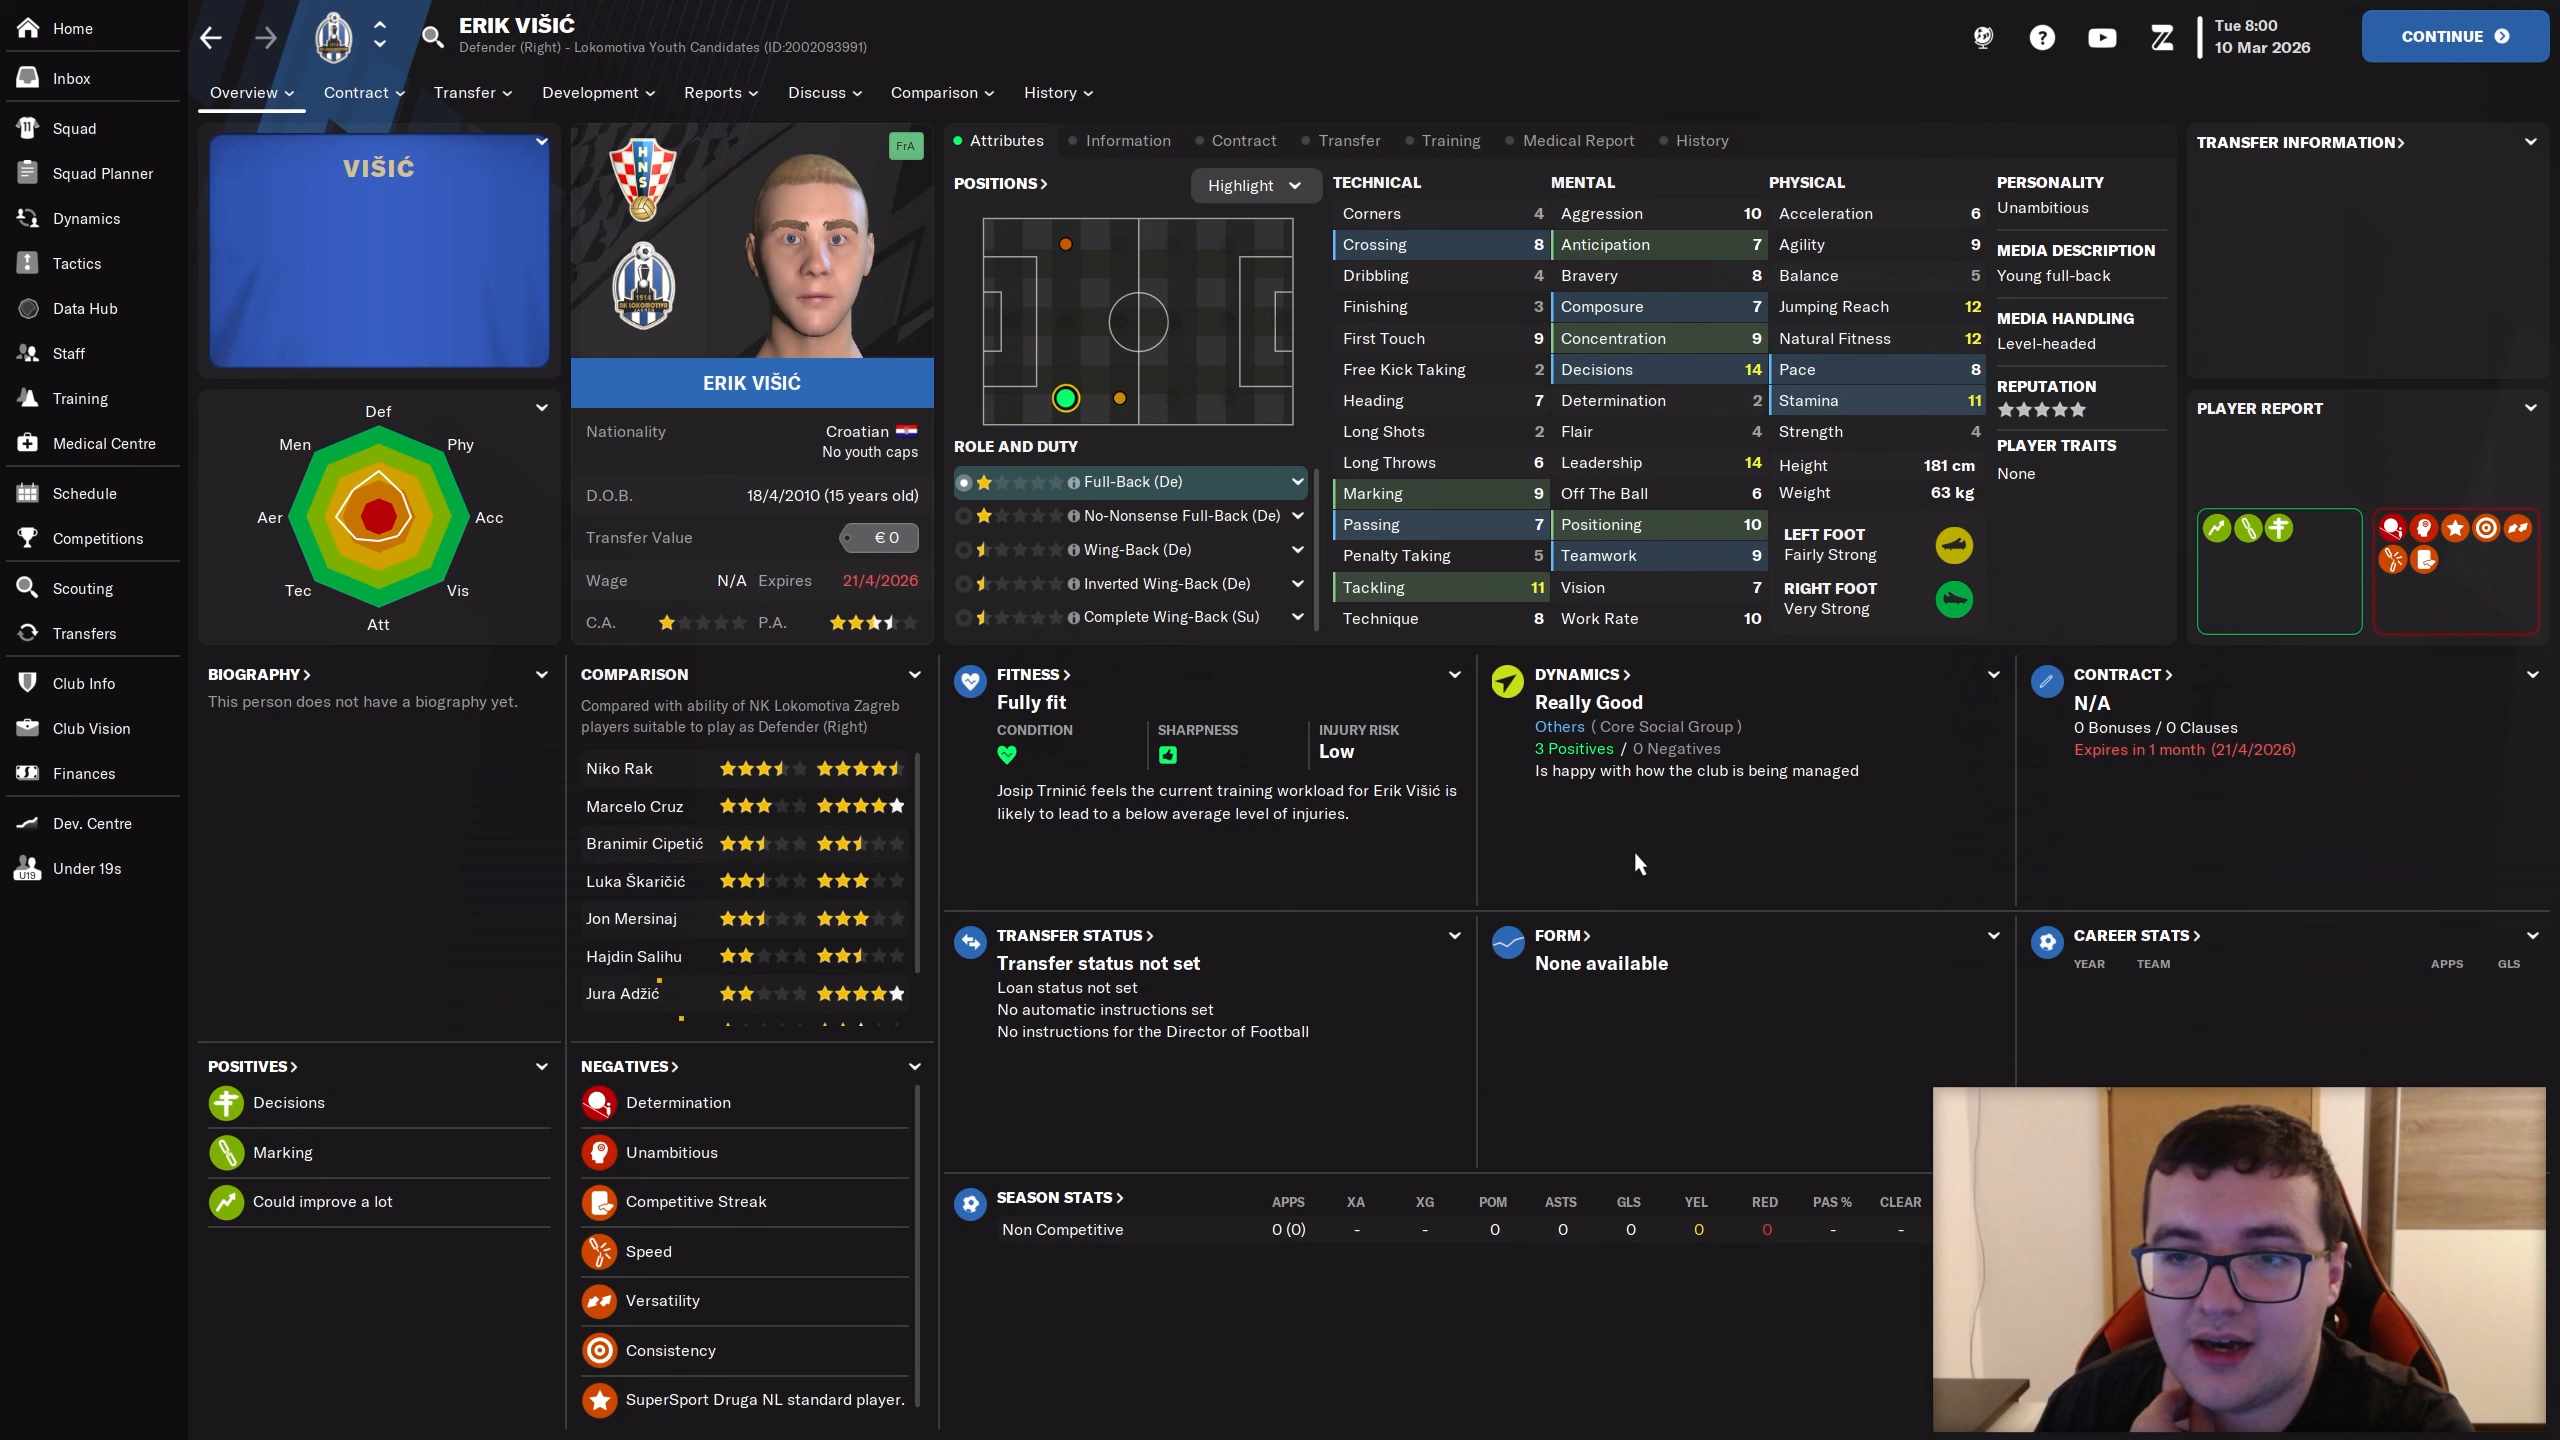 Home
Inbox
Squad
Squad Planner
Dynamics
Tactics
Data Hub
Staff
Training
Medical Centre
Schedule
Competitions
Scouting
Transfers
Club Info
Club Vision
Finances
Dev. Centre
U19
Under 19s
ERIK VIŠIĆ
Defender (Right) - Lokomotiva Youth Candidates (ID:2002093991)
Tue 8:00
10 Mar 2026
CONTINUE
Overview
Contract
Transfer
Development
Reports
Discuss
Comparison
History
VIŠIĆ
Def
Men
Phy
Aer
Acc
Tec
Vis
Att
HNS
1914
FrA
ERIK VIŠIĆ
Nationality
Croatian
No youth caps
D.O.B.
18/4/2010 (15 years old)
Transfer Value
€ 0
Wage
N/A
Expires
21/4/2026
C.A.
P.A.
Attributes
Information
Contract
Transfer
Training
Medical Report
History
POSITIONS
Highlight
ROLE AND DUTY
Full-Back (De)
No-Nonsense Full-Back (De)
Wing-Back (De)
Inverted Wing-Back (De)
Complete Wing-Back (Su)
TECHNICAL
Corners 4
Crossing 8
Dribbling 4
Finishing 3
First Touch 9
Free Kick Taking 2
Heading 7
Long Shots 2
Long Throws 6
Marking 9
Passing 7
Penalty Taking 5
Tackling 11
Technique 8
MENTAL
Aggression 10
Anticipation 7
Bravery 8
Composure 7
Concentration 9
Decisions 14
Determination 2
Flair 4
Leadership 14
Off The Ball 6
Positioning 10
Teamwork 9
Vision 7
Work Rate 10
PHYSICAL
Acceleration 6
Agility 9
Balance 5
Jumping Reach 12
Natural Fitness 12
Pace 8
Stamina 11
Strength 4
Height 181 cm
Weight 63 kg
LEFT FOOT
Fairly Strong
RIGHT FOOT
Very Strong
PERSONALITY
Unambitious
MEDIA DESCRIPTION
Young full-back
MEDIA HANDLING
Level-headed
REPUTATION
PLAYER TRAITS
None
TRANSFER INFORMATION
PLAYER REPORT
BIOGRAPHY
This person does not have a biography yet.
COMPARISON
Compared with ability of NK Lokomotiva Zagreb
players suitable to play as Defender (Right)
Niko Rak
Marcelo Cruz
Branimir Cipetić
Luka Škaričić
Jon Mersinaj
Hajdin Salihu
Jura Adžić
POSITIVES
Decisions
Marking
Could improve a lot
NEGATIVES
Determination
Unambitious
Competitive Streak
Speed
Versatility
Consistency
SuperSport Druga NL standard player.
FITNESS
Fully fit
CONDITION
SHARPNESS
INJURY RISK
Low
Josip Trninić feels the current training workload for Erik Višić is
likely to lead to a below average level of injuries.
DYNAMICS
Really Good
Others ( Core Social Group )
3 Positives / 0 Negatives
Is happy with how the club is being managed
CONTRACT
N/A
0 Bonuses / 0 Clauses
Expires in 1 month (21/4/2026)
TRANSFER STATUS
Transfer status not set
Loan status not set
No automatic instructions set
No instructions for the Director of Football
FORM
None available
CAREER STATS
YEAR TEAM APPS GLS
SEASON STATS APPS XA XG POM ASTS GLS YEL RED PAS % CLEAR
Non Competitive 0 (0) - - 0 0 0 0 0 - -